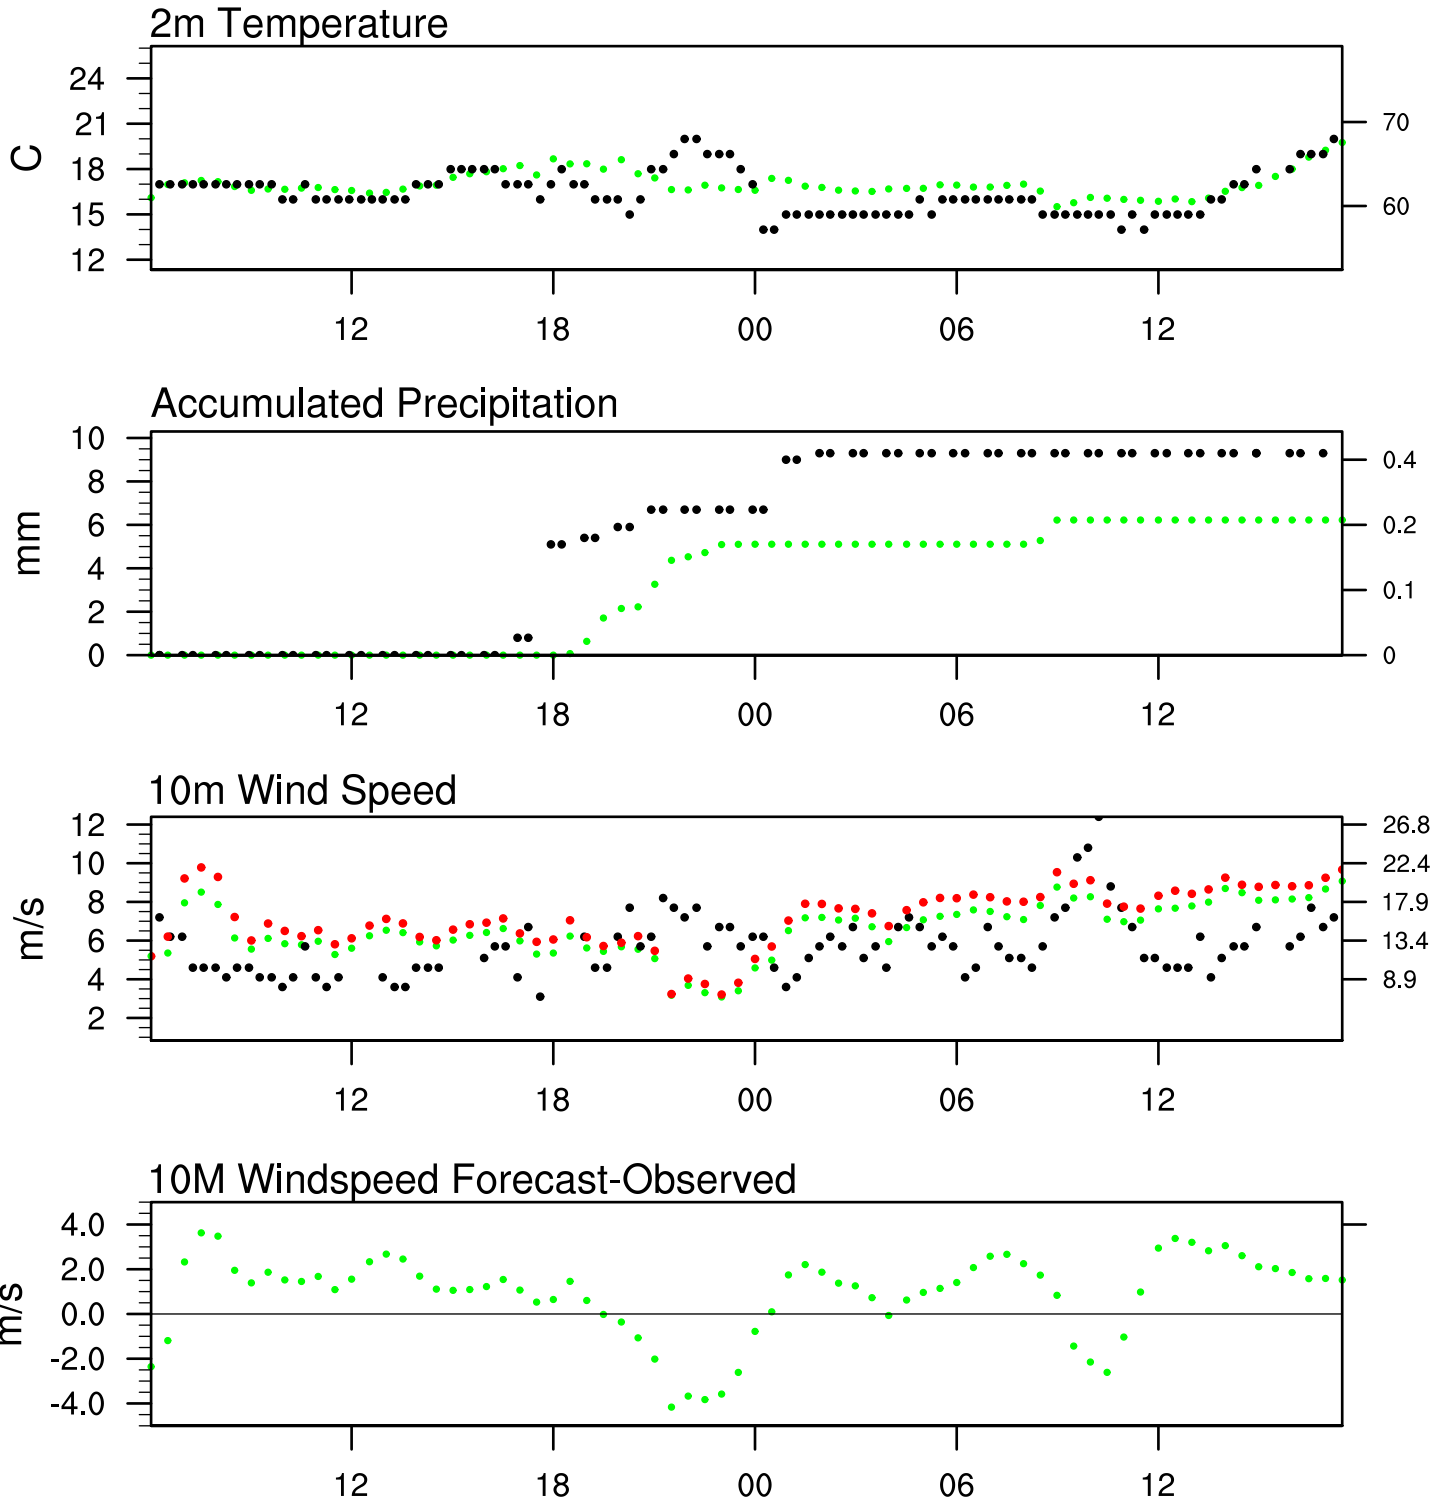 2m Temperature
24
21
18
15
12
C
70
60
12 18 00 06 12
Accumulated Precipitation
10
8
6
4
2
0
mm
0.4
0.2
0.1
0
12 18 00 06 12
10m Wind Speed
12
10
8
6
4
2
m/s
26.8
22.4
17.9
13.4
8.9
12 18 00 06 12
10M Windspeed Forecast-Observed
4.0
2.0
0.0
-2.0
-4.0
m/s
12 18 00 06 12